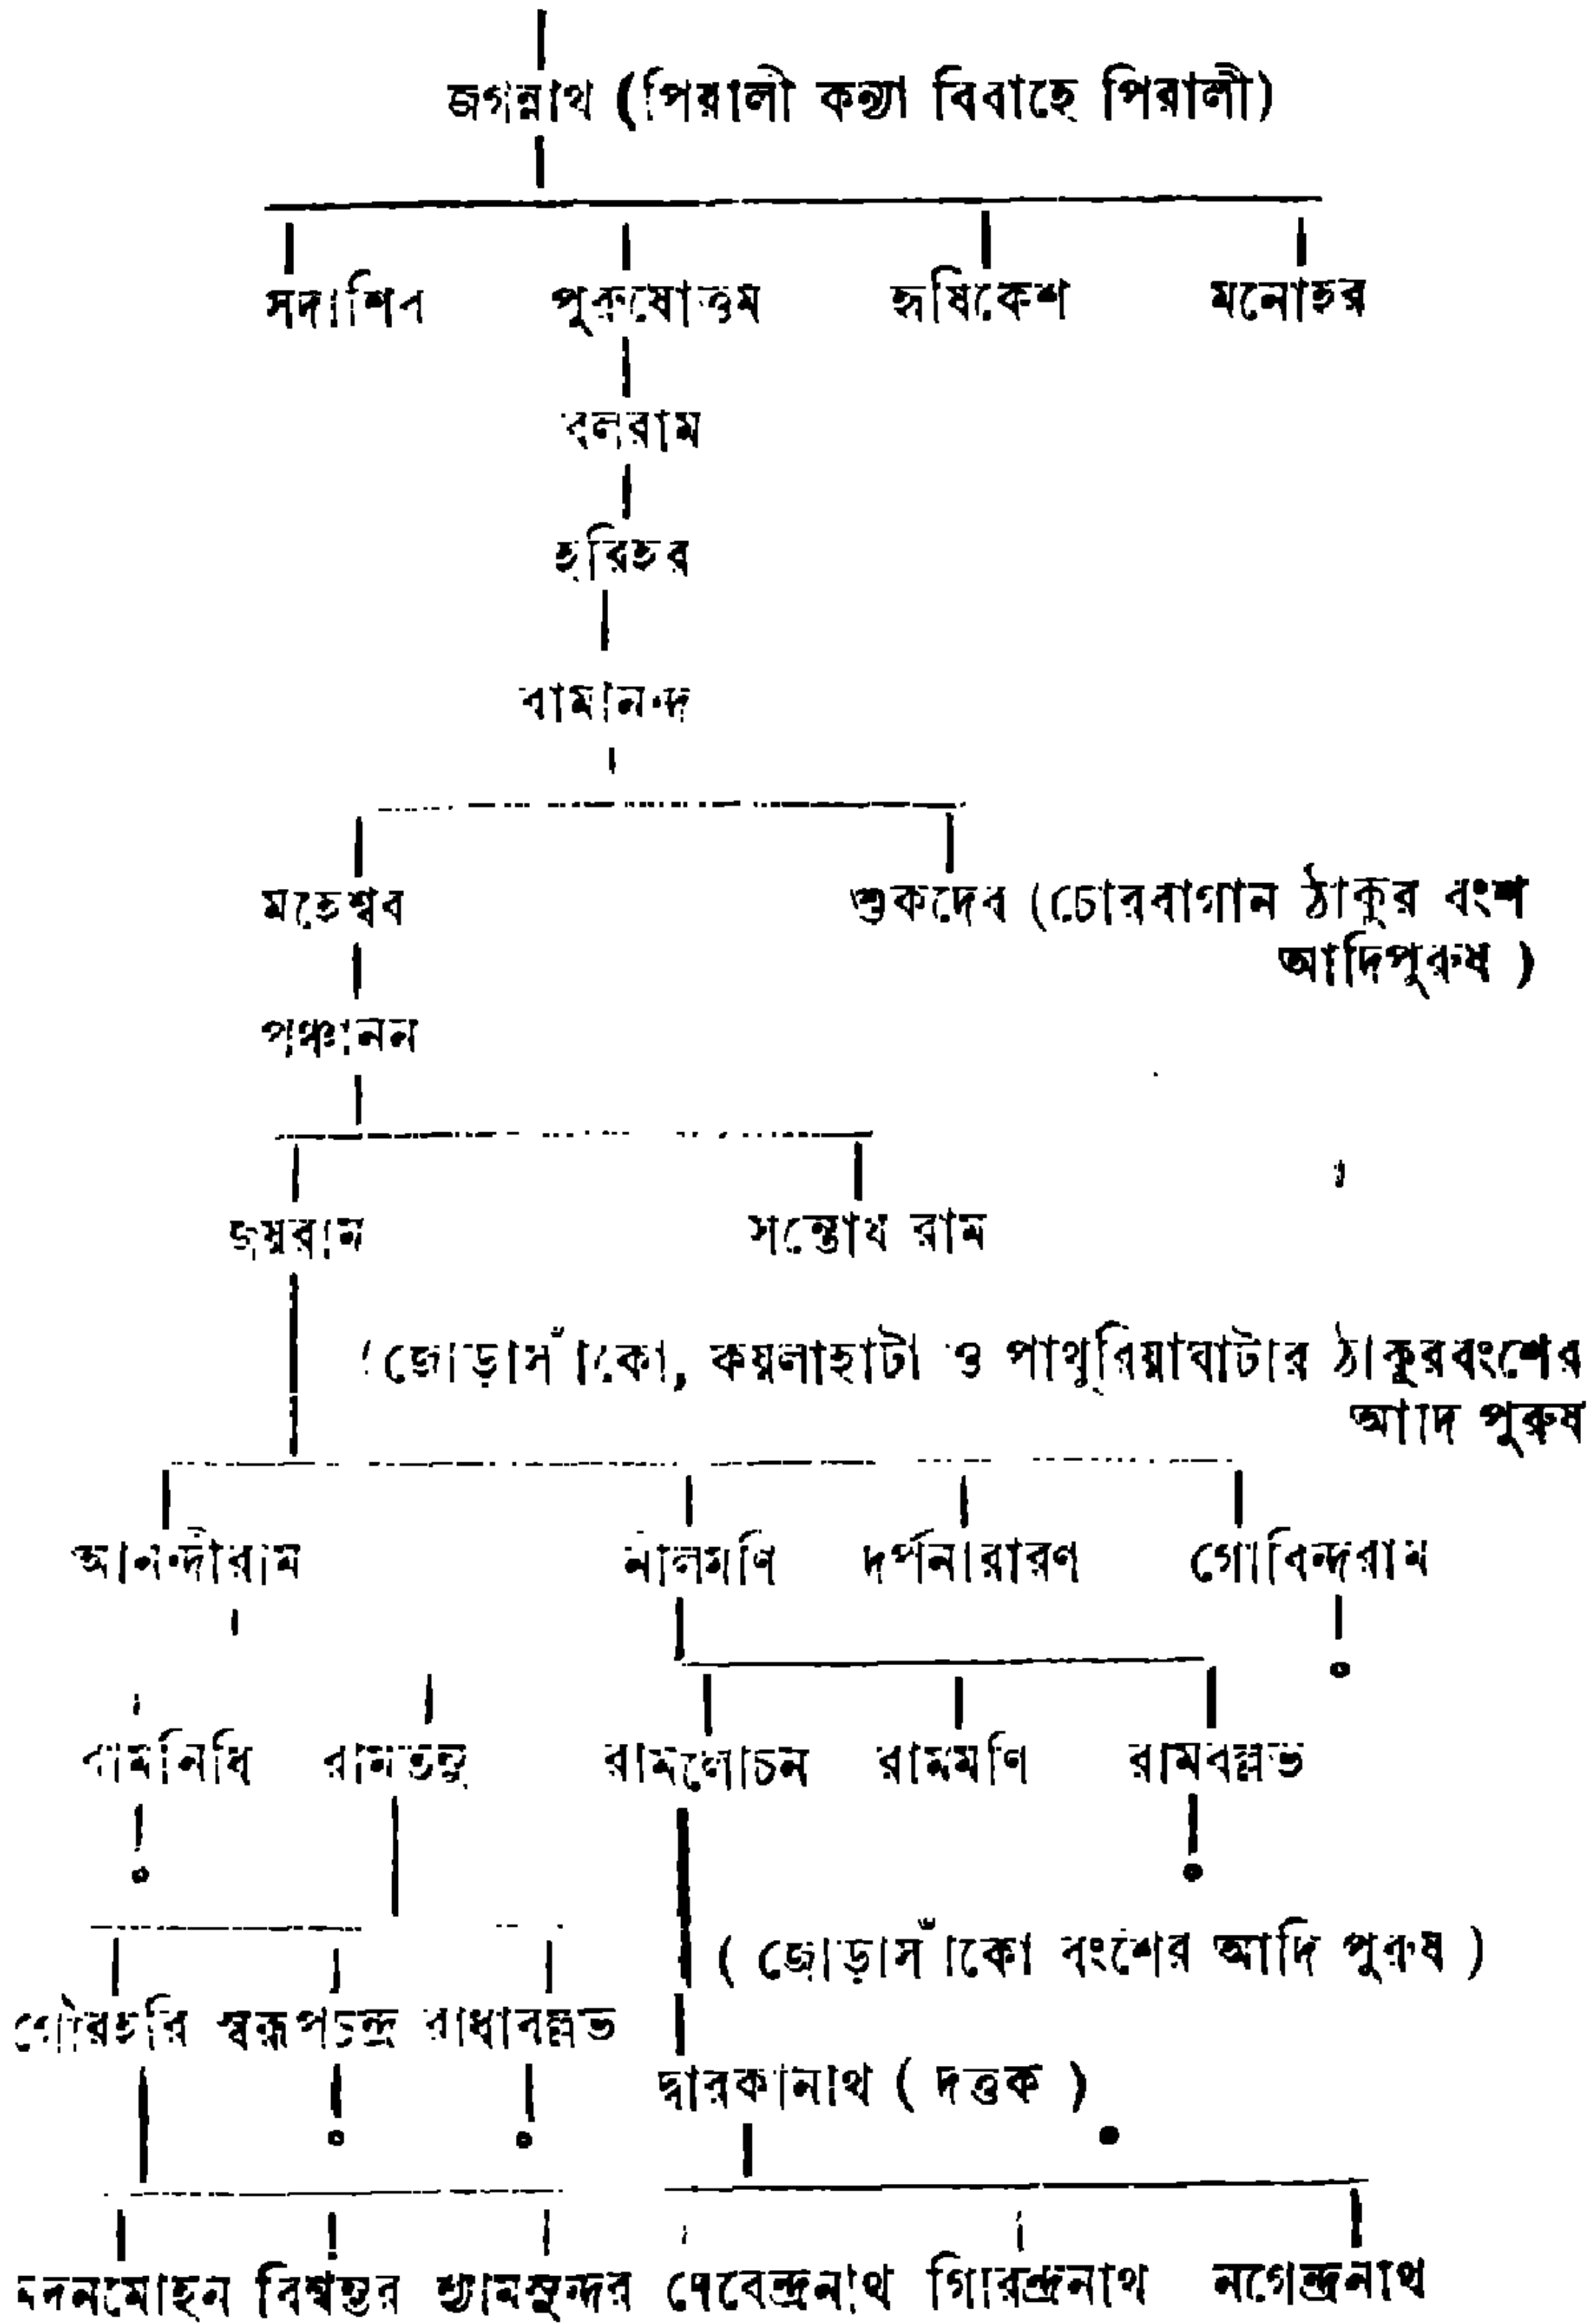 জগন্নাথ (পিরালী কন্যা বিবাহে পিরালী)
সদাশিব পুরুষোত্তম হৃষিকেশ মনোহর
বলরাম
হরিহর
রামানন্দ
মহেশ্বর শুকদেব (চোরবাগান ঠাকুর বংশ
আদিপুরুষ )
পঞ্চানন
জয়রাম সন্তোষ রাম
(জোড়াসাঁকো, কয়লাহাটা ও পাথুরিয়াঘাটার ঠাকুরবংশের
আদি পুরুষ
আনন্দীরাম নীলমণি দর্পনারারণ গোবিন্দরাম
রামনিধি রামতনু রামলোচন রামমণি রামবল্লভ
( জোড়াসাঁকো বংশের আদি পুরুষ )
গৌরহরি স্বরূপচন্দ্র রাধাবল্লভ
দ্বারকানাথ ( দত্তক )
মদনমোহন বিশ্বম্ভর শ্যামসুন্দর দেবেন্দ্রনাথ গিরিন্দ্রনাথ নগেন্দ্রনাথ